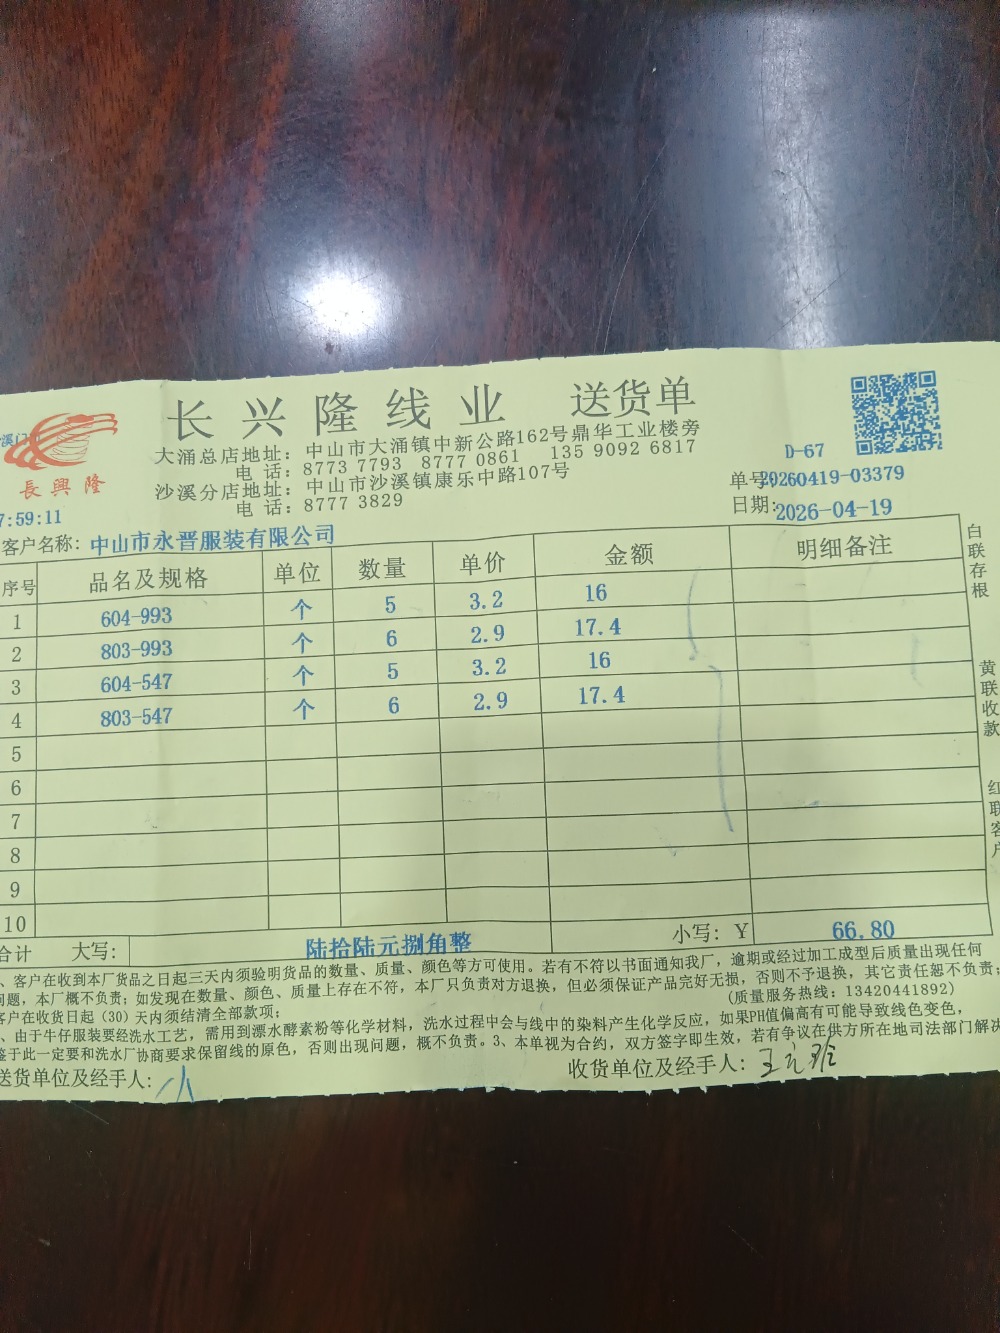 长兴隆线业 送货单
長興隆
大涌总店地址：中山市大涌镇中新公路162号鼎华工业楼旁
电 话：8773 7793 8770 0861 135 9092 6817
沙溪分店地址：中山市沙溪镇康乐中路107号
电 话：8777 3829
D-67
单号：20260419-03379
日期：2026-04-19
7:59:11
客户名称：中山市永晋服装有限公司
序号 品名及规格 单位 数量 单价 金额 明细备注
1 604-993 个 5 3.2 16
2 803-993 个 6 2.9 17.4
3 604-547 个 5 3.2 16
4 803-547 个 6 2.9 17.4
5
6
7
8
9
10
合计 大写：陆拾陆元捌角整 小写：Y 66.80
白联存根
黄联收款
红联客户
、客户在收到本厂货品之日起三天内须验明货品的数量、质量、颜色等方可使用。若有不符以书面通知我厂，逾期或经过加工成型后质量出现任何
问题，本厂概不负责；如发现在数量、颜色、质量上存在不符，本厂只负责对方退换，但必须保证产品完好无损，否则不予退换，其它责任恕不负责；
客户在收货日起（30）天内须结清全部款项；
(质量服务热线：13420441892)
、由于牛仔服装要经洗水工艺，需用到漂水酵素粉等化学材料，洗水过程中会与线中的染料产生化学反应，如果PH值偏高有可能导致线色变色，
鉴于此一定要和洗水厂协商要求保留线的原色，否则出现问题，概不负责。3、本单视为合约，双方签字即生效，若有争议在供方所在地司法部门解决
送货单位及经手人：
收货单位及经手人：